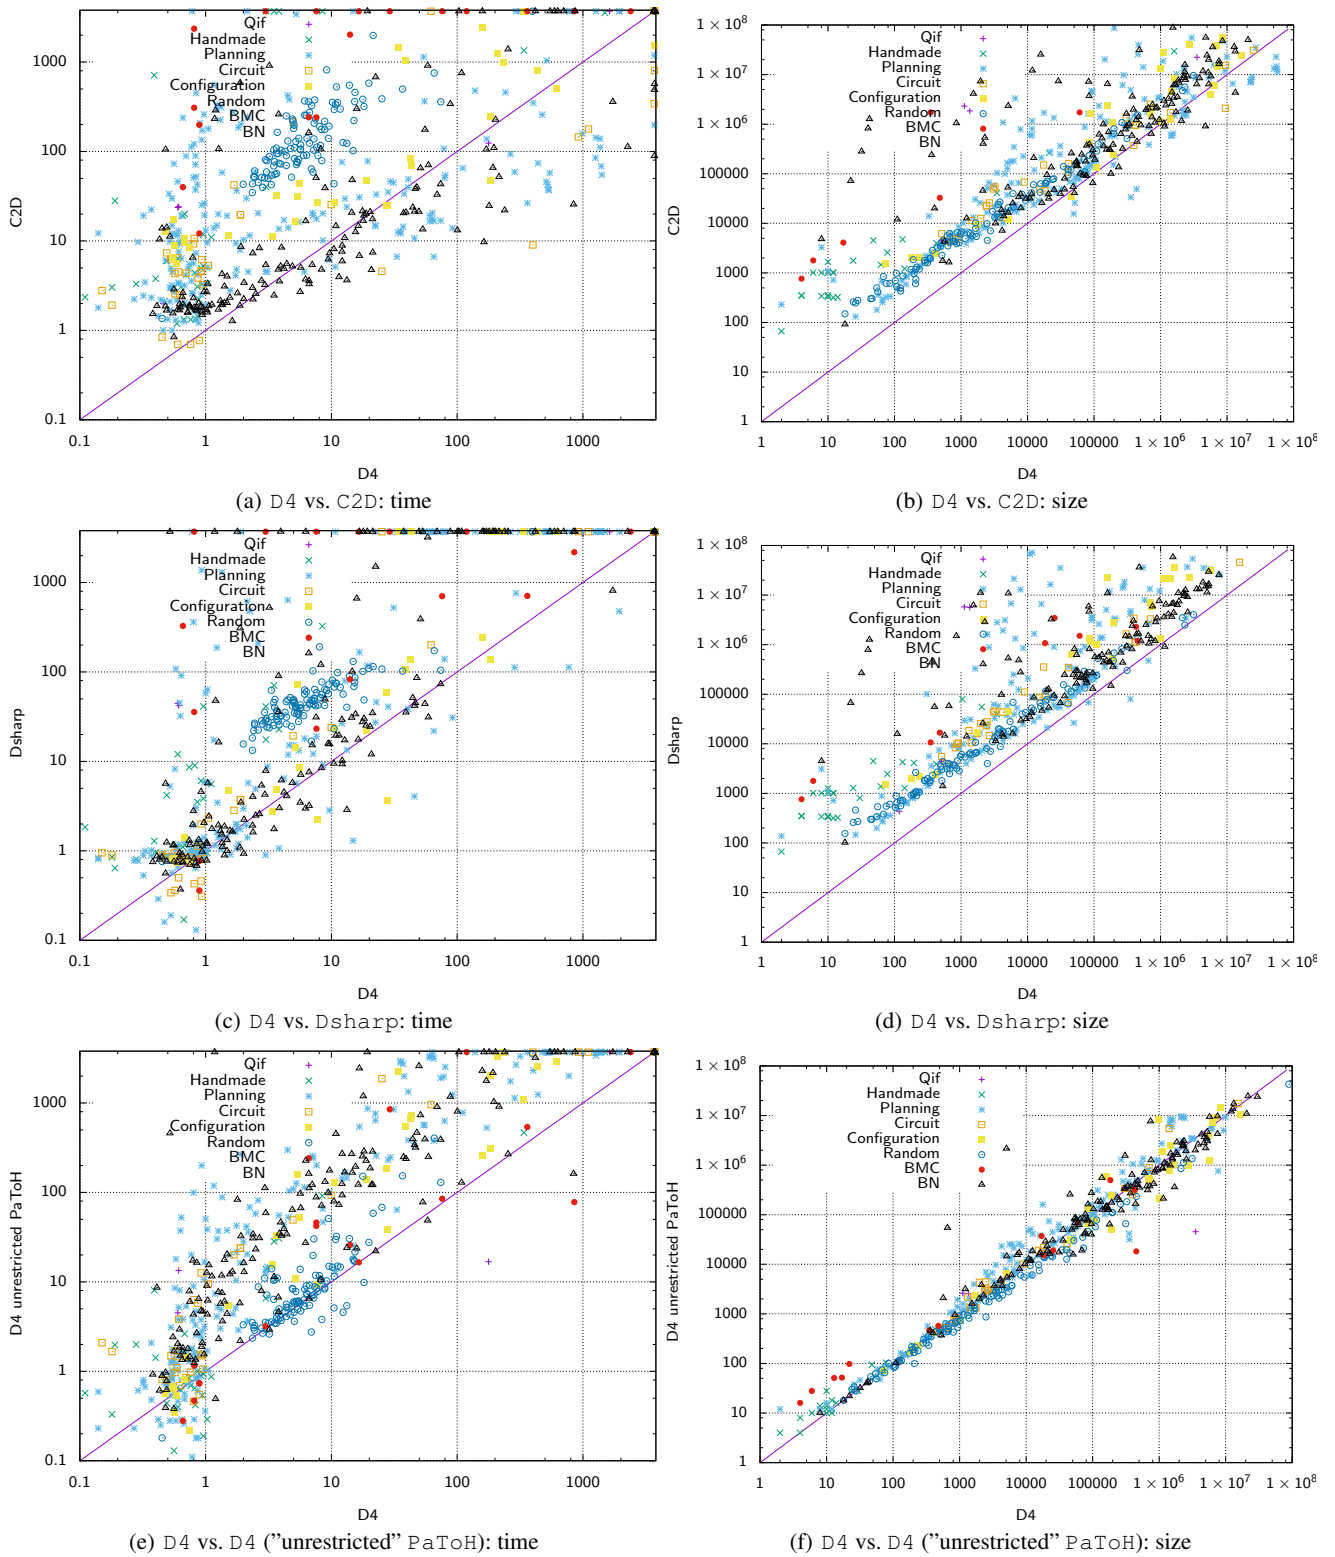 1000
100
10
1
0.1
C2D
Qif
Handmade
Planning
Circuit
Configuration
Random
BMC
BN
0.1 1 10 100 1000
D4
(a) D4 vs. C2D: time
1 × 10^8
1 × 10^7
1 × 10^6
100000
10000
1000
100
10
1
C2D
Qif
Handmade
Planning
Circuit
Configuration
Random
BMC
BN
1 10 100 1000 10000 100000 1 × 10^6 1 × 10^7 1 × 10^8
D4
(b) D4 vs. C2D: size
1000
100
10
1
0.1
Dsharp
Qif
Handmade
Planning
Circuit
Configuration
Random
BMC
BN
0.1 1 10 100 1000
D4
(c) D4 vs. Dsharp: time
1 × 10^8
1 × 10^7
1 × 10^6
100000
10000
1000
100
10
1
Dsharp
Qif
Handmade
Planning
Circuit
Configuration
Random
BMC
BN
1 10 100 1000 10000 100000 1 × 10^6 1 × 10^7 1 × 10^8
D4
(d) D4 vs. Dsharp: size
1000
100
10
1
0.1
D4 unrestricted PaToH
Qif
Handmade
Planning
Circuit
Configuration
Random
BMC
BN
0.1 1 10 100 1000
D4
(e) D4 vs. D4 (”unrestricted” PaToH): time
1 × 10^8
1 × 10^7
1 × 10^6
100000
10000
1000
100
10
1
D4 unrestricted PaToH
Qif
Handmade
Planning
Circuit
Configuration
Random
BMC
BN
1 10 100 1000 10000 100000 1 × 10^6 1 × 10^7 1 × 10^8
D4
(f) D4 vs. D4 (”unrestricted” PaToH): size